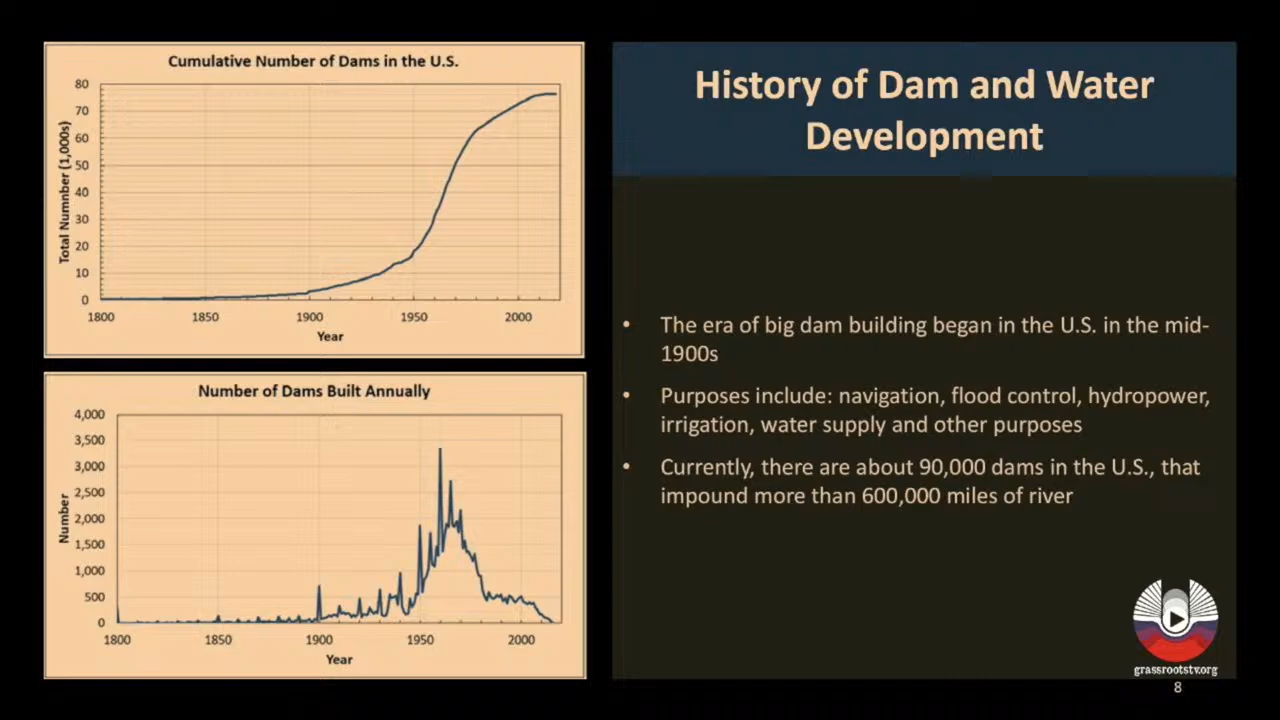 Cumulative Number of Dams in the U.S.
80
70
60
50
40
30
20
10
0
Total Numnber (1,000s)
1800 1850 1900 1950 2000
Year
Number of Dams Built Annually
4,000
3,500
3,000
2,500
2,000
1,500
1,000
500
0
Number
1800 1850 1900 1950 2000
Year
History of Dam and Water
Development
• The era of big dam building began in the U.S. in the mid-
1900s
• Purposes include: navigation, flood control, hydropower,
irrigation, water supply and other purposes
• Currently, there are about 90,000 dams in the U.S., that
impound more than 600,000 miles of river
grassrootstv.org
8